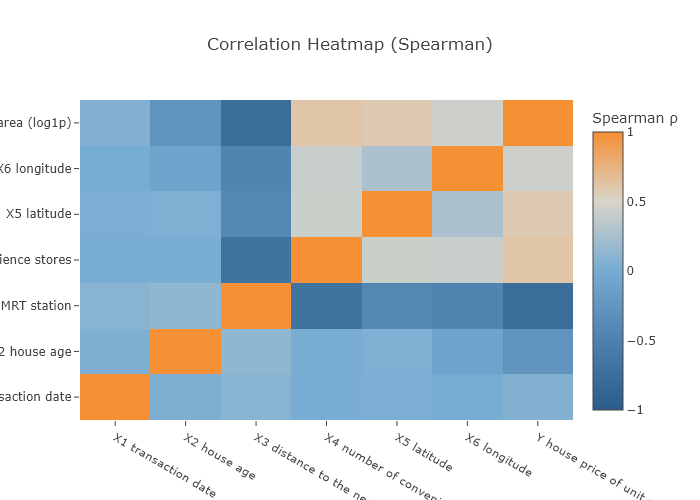 Correlation Heatmap (Spearman)
Spearman ρ
area (log1p)
X6 longitude
X5 latitude
ience stores
MRT station
2 house age
saction date
1
0.5
0
−0.5
−1
X1 transaction date
X2 house age
X3 distance to the ne
X4 number of conveni
X5 latitude
X6 longitude
Y house price of unit